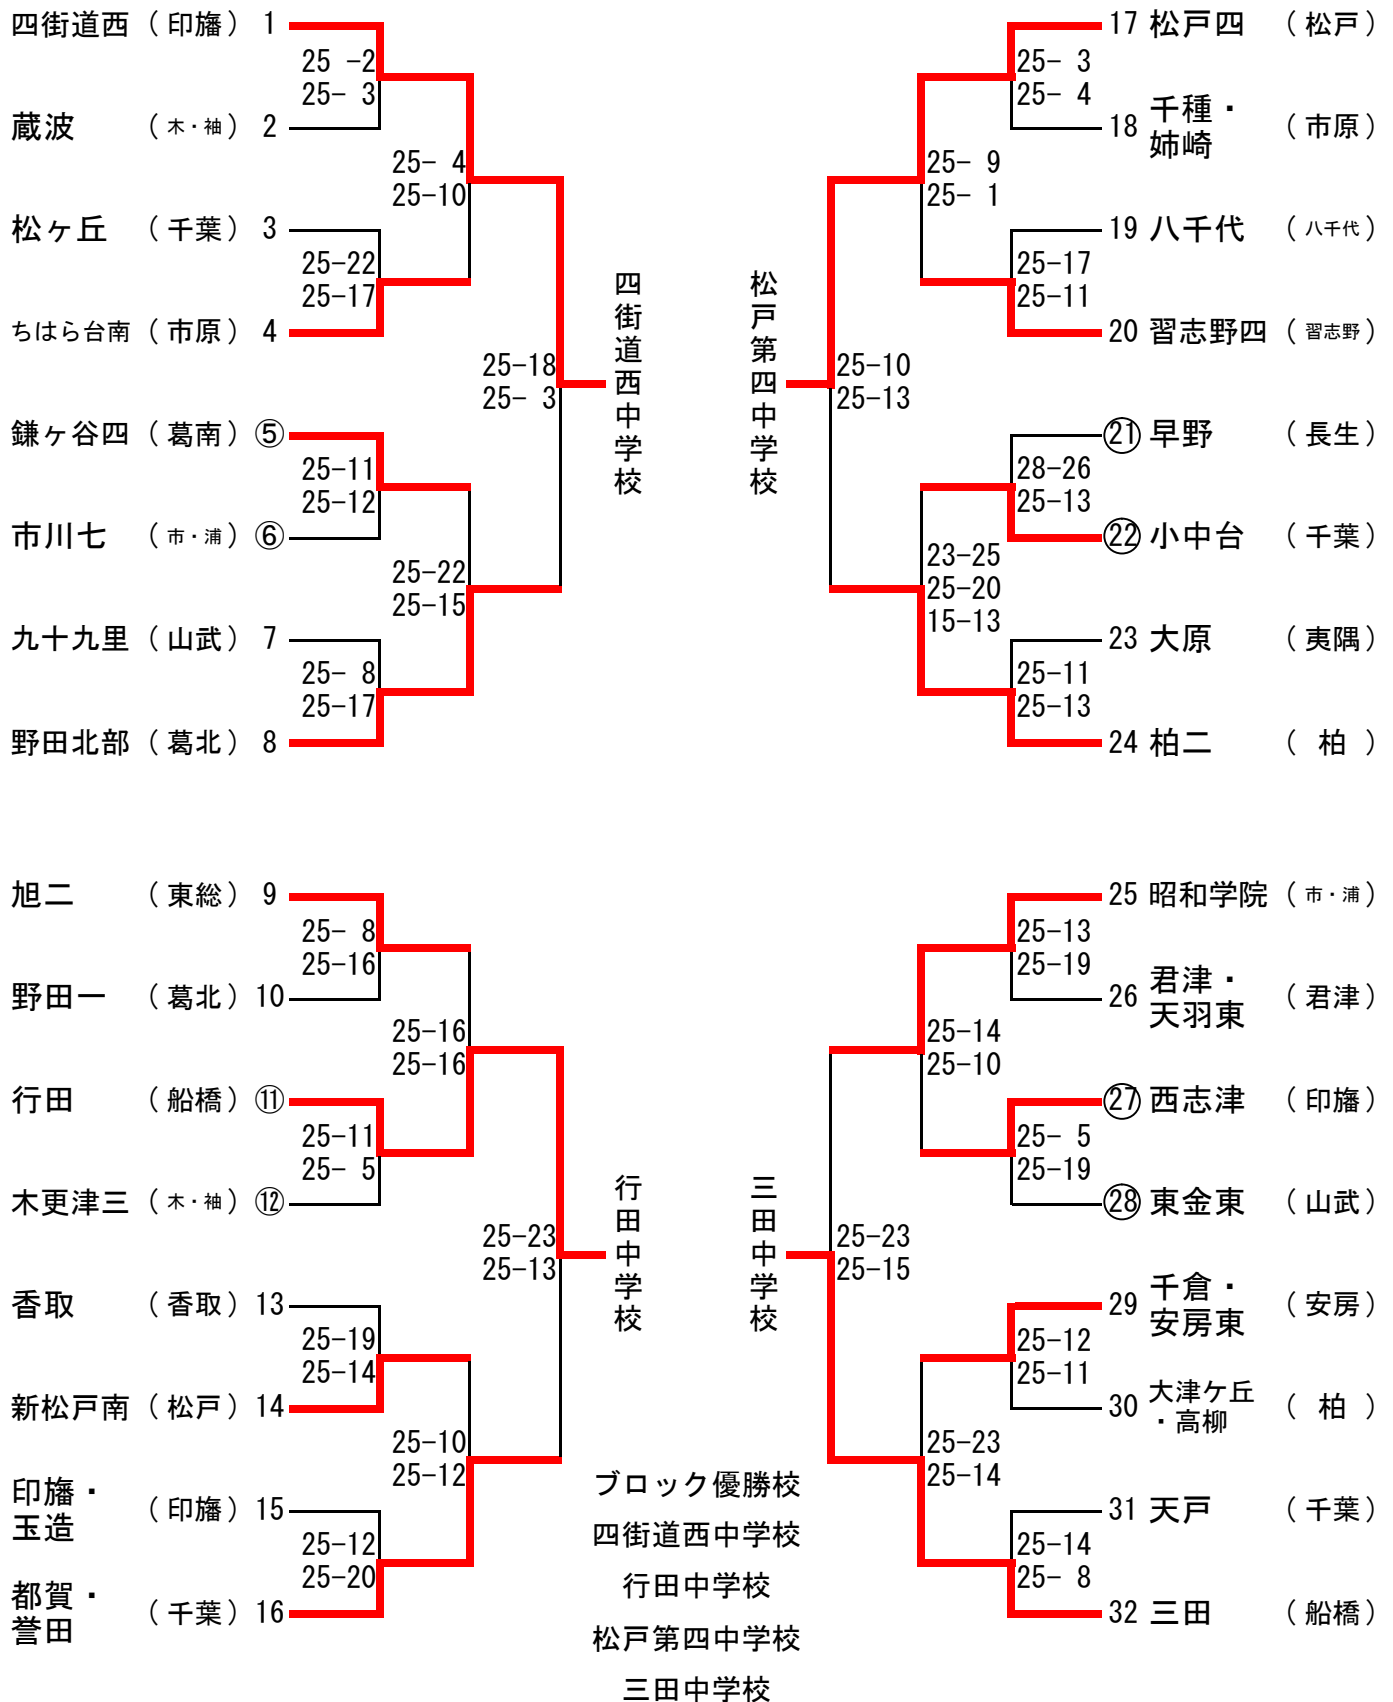 四街道西 （ 印旛 ） 1
25 -2
25- 3
蔵波 （ 木・袖 ） 2
25- 4
25-10
松ヶ丘 （ 千葉 ） 3
25-22
25-17
ちはら台南 （ 市原 ） 4
25-18
25- 3
四街道西中学校
鎌ヶ谷四 （ 葛南 ） ⑤
25-11
25-12
市川七 （ 市・浦 ） ⑥
25-22
25-15
九十九里 （ 山武 ） 7
25- 8
25-17
野田北部 （ 葛北 ） 8
17 松戸四 （ 松戸 ）
25- 3
25- 4
18 千種・
姉崎 （ 市原 ）
25- 9
25- 1
19 八千代 （ 八千代 ）
25-17
25-11
20 習志野四 （ 習志野 ）
松戸第四中学校
25-10
25-13
㉑ 早野 （ 長生 ）
28-26
25-13
㉒ 小中台 （ 千葉 ）
23-25
25-20
15-13
23 大原 （ 夷隅 ）
25-11
25-13
24 柏二 （ 柏 ）
旭二 （ 東総 ） 9
25- 8
25-16
野田一 （ 葛北 ） 10
25-16
25-16
行田 （ 船橋 ） ⑪
25-11
25- 5
木更津三 （ 木・袖 ） ⑫
25-23
25-13
行田中学校
香取 （ 香取 ） 13
25-19
25-14
新松戸南 （ 松戸 ） 14
25-10
25-12
印旛・
玉造 （ 印旛 ） 15
25-12
25-20
都賀・
誉田 （ 千葉 ） 16
25 昭和学院 （ 市・浦 ）
25-13
25-19
26 君津・
天羽東 （ 君津 ）
25-14
25-10
㉗ 西志津 （ 印旛 ）
25- 5
25-19
㉘ 東金東 （ 山武 ）
三田中学校
25-23
25-15
29 千倉・
安房東 （ 安房 ）
25-12
25-11
30 大津ケ丘
・高柳 （ 柏 ）
25-23
25-14
31 天戸 （ 千葉 ）
25-14
25- 8
32 三田 （ 船橋 ）
ブロック優勝校
四街道西中学校
行田中学校
松戸第四中学校
三田中学校